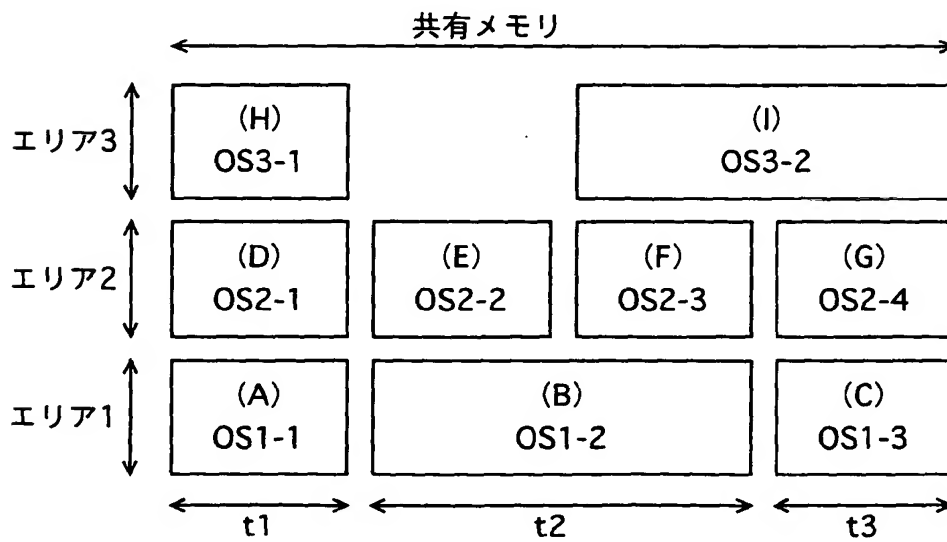 共有メモリ
エリア3
(H)
OS3-1
(I)
OS3-2
エリア2
(D)
OS2-1
(E)
OS2-2
(F)
OS2-3
(G)
OS2-4
エリア1
(A)
OS1-1
(B)
OS1-2
(C)
OS1-3
t1
t2
t3